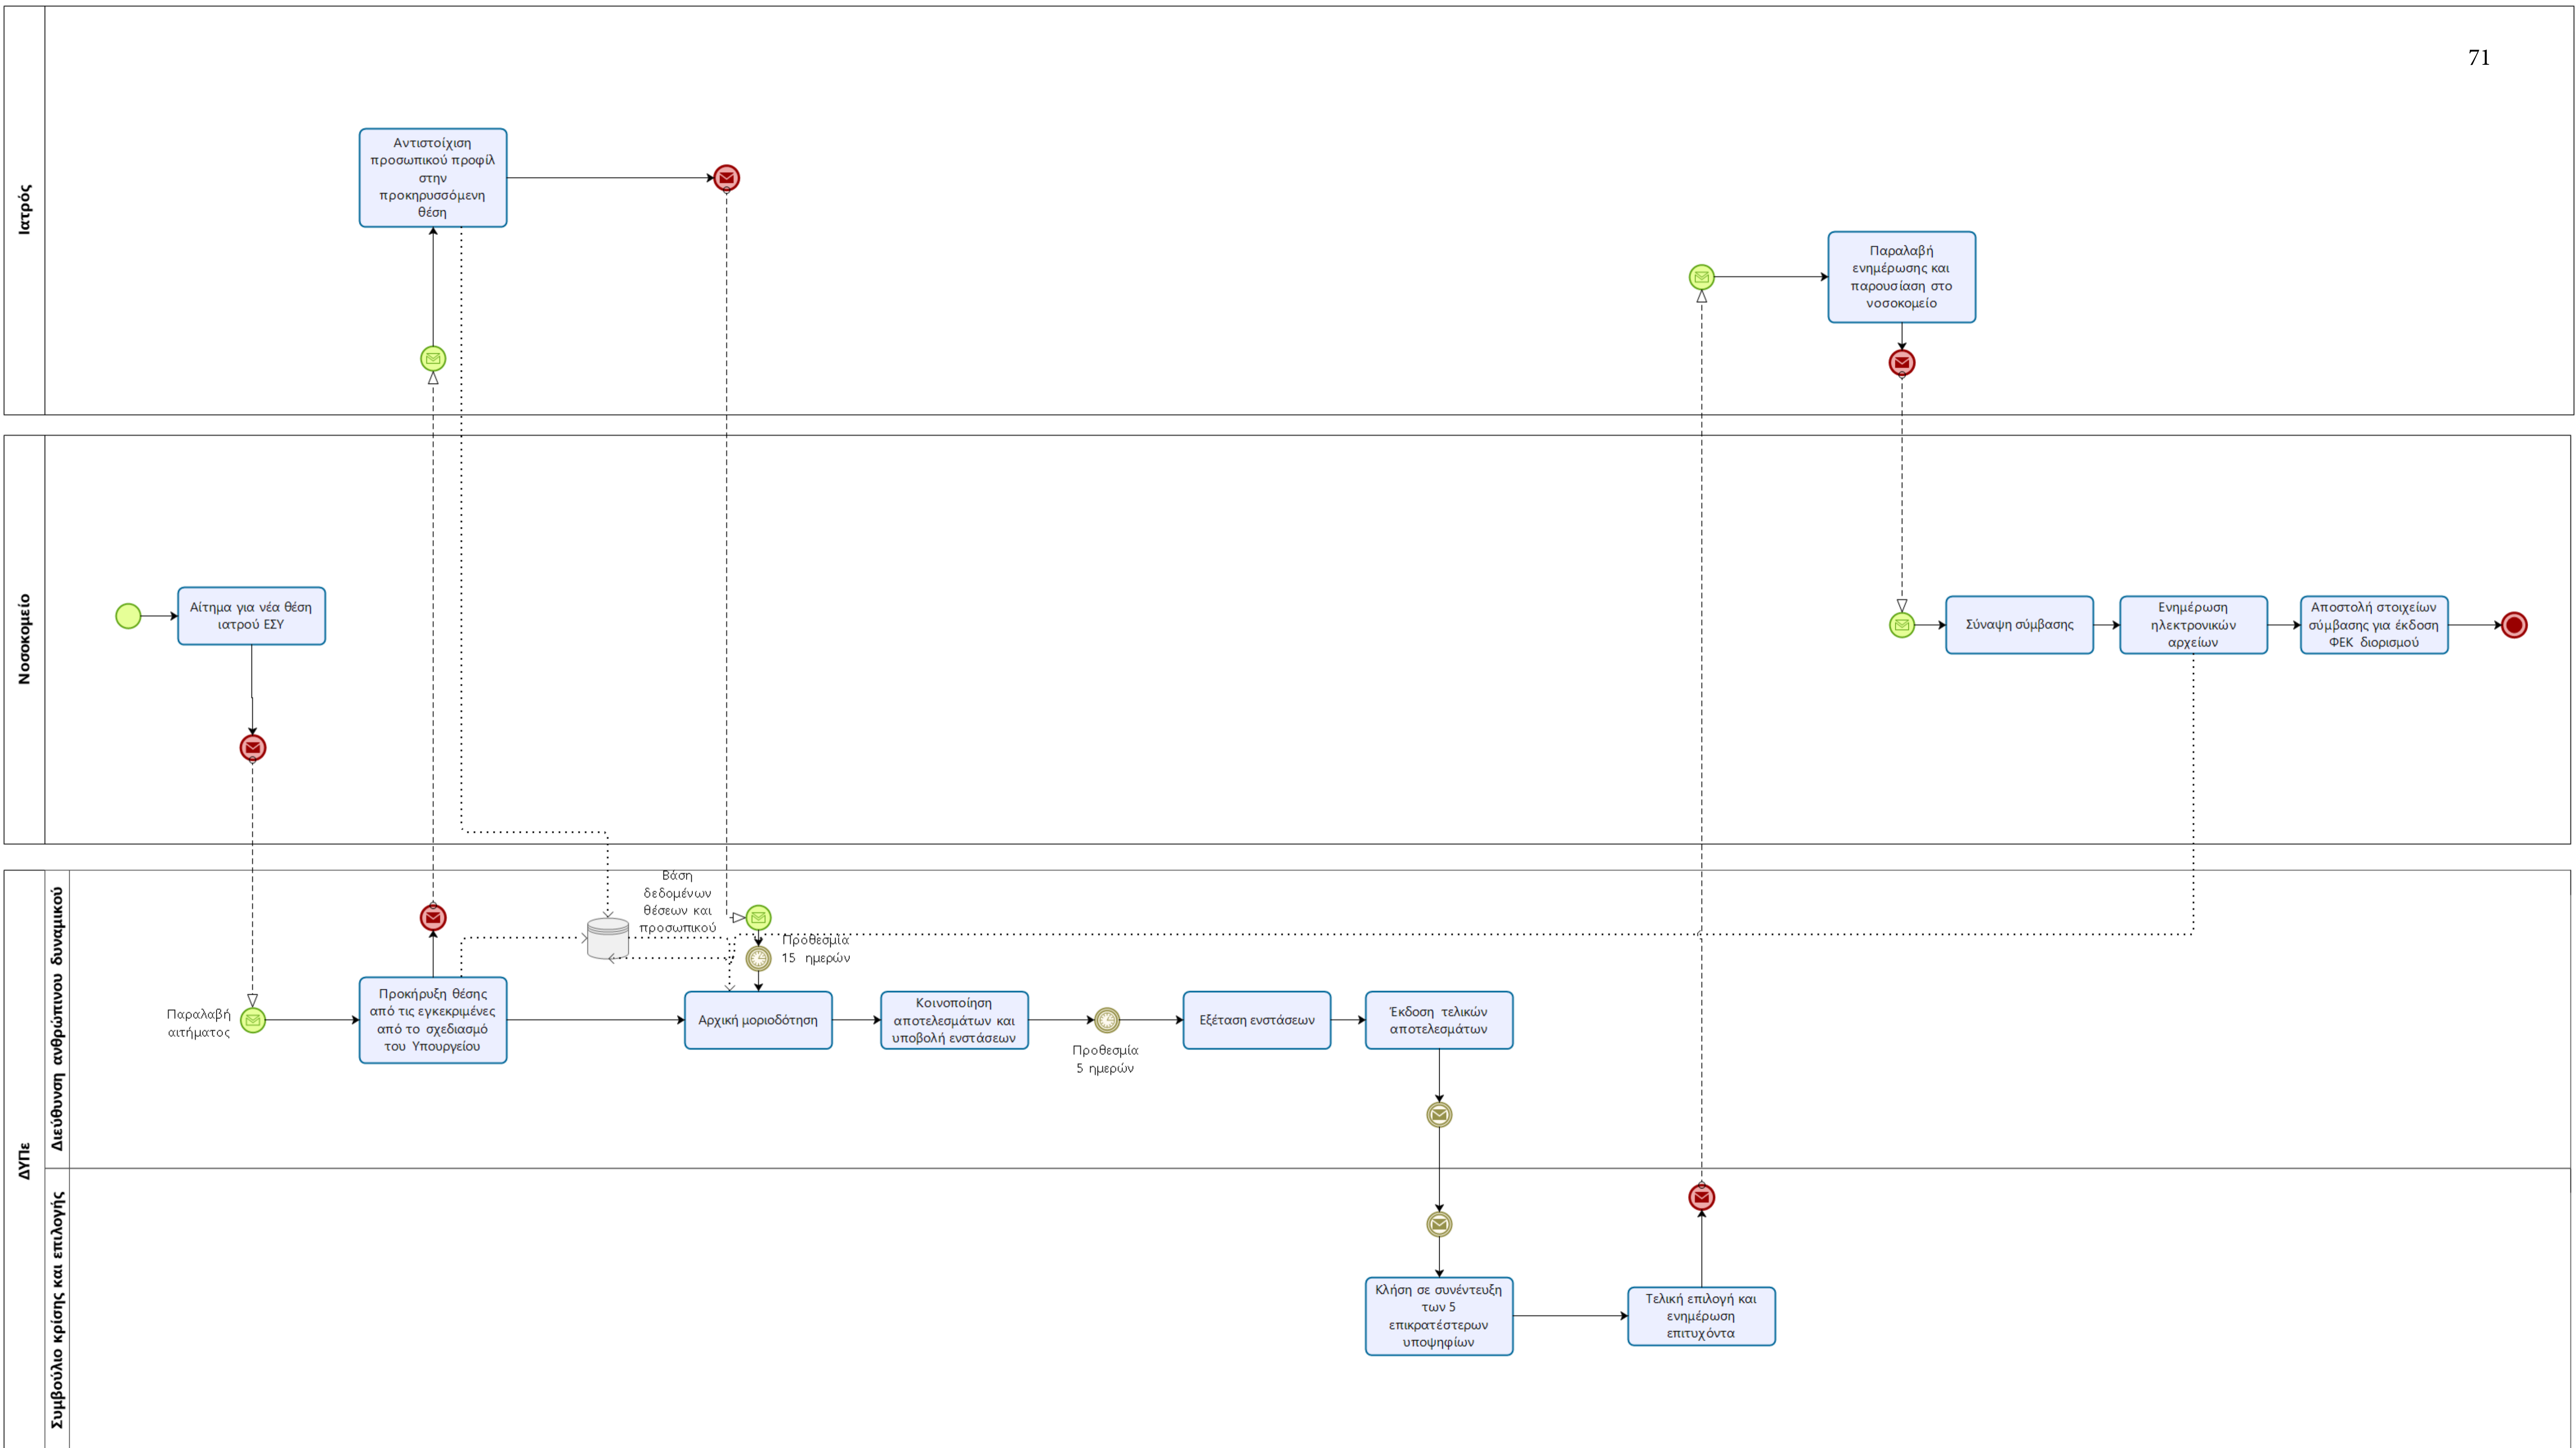 71
Ιατρός
Αντιστοίχιση
προσωπικού προφίλ
στην
προκηρυσσόμενη
θέση
Παραλαβή
ενημέρωσης και
παρουσίαση στο
νοσοκομείο
Νοσοκομείο
Αίτημα για νέα θέση
ιατρού ΕΣΥ
Σύναψη σύμβασης
Ενημέρωση
ηλεκτρονικών
αρχείων
Αποστολή στοιχείων
σύμβασης για έκδοση
ΦΕΚ διορισμού
ΔΥΠε
Διεύθυνση ανθρώπινου δυναμικού
Παραλαβή
αιτήματος
Προκήρυξη θέσης
από τις εγκεκριμένες
από το σχεδιασμό
του Υπουργείου
Βάση
δεδομένων
θέσεων και
προσωπικού
Προθεσμία
15 ημερών
Αρχική μοριοδότηση
Κοινοποίηση
αποτελεσμάτων και
υποβολή ενστάσεων
Προθεσμία
5 ημερών
Εξέταση ενστάσεων
Έκδοση τελικών
αποτελεσμάτων
Συμβούλιο κρίσης και επιλογής
Κλήση σε συνέντευξη
των 5
επικρατέστερων
υποψηφίων
Τελική επιλογή και
ενημέρωση
επιτυχόντα